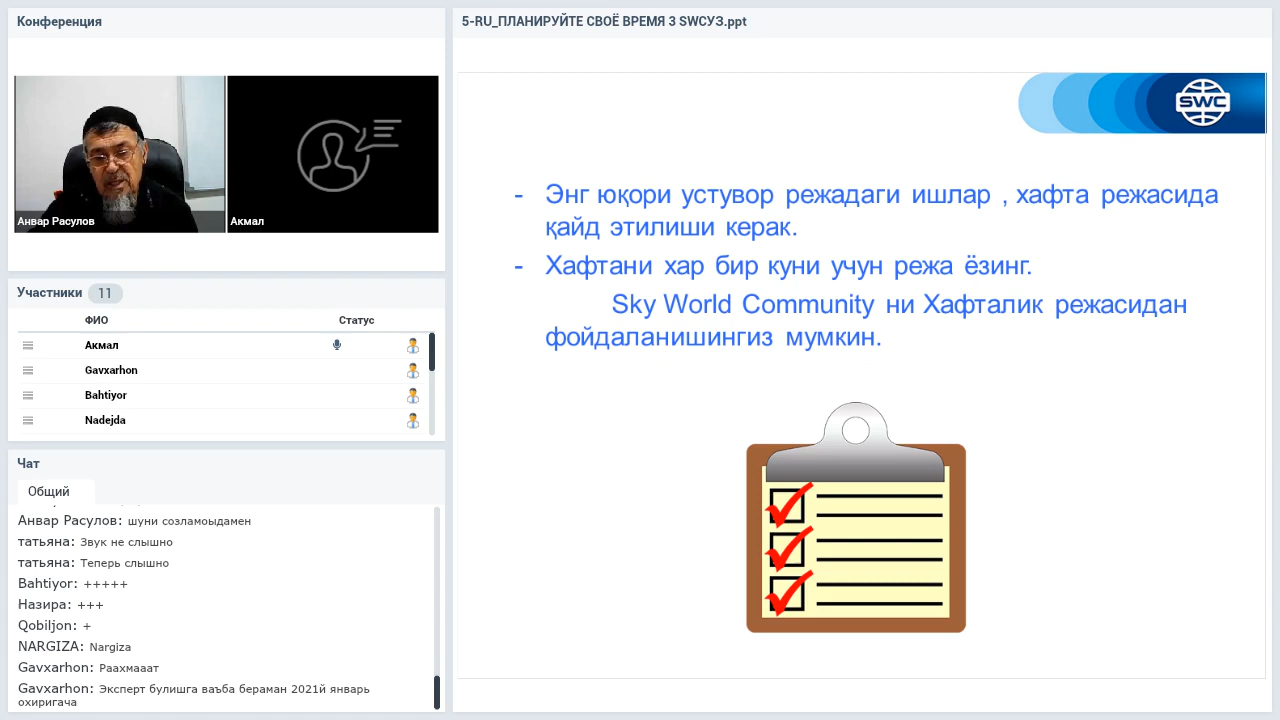 Конференция
5-RU_ПЛАНИРУЙТЕ СВОЁ ВРЕМЯ 3 SWCУЗ.ppt
Анвар Расулов
Акмал
Участники 11
ФИО Статус
Акмал
Gavxarhon
Bahtiyor
Nadejda
Чат
Общий
Анвар Расулов: шуни созламоыдамен
татьяна: Звук не слышно
татьяна: Теперь слышно
Bahtiyor: +++++
Назира: +++
Qobiljon: +
NARGIZA: Nargiza
Gavxarhon: Раахмааат
Gavxarhon: Эксперт булишга ваъба бераман 2021й январь
охиригача
SWC
- Энг юқори устувор режадаги ишлар , хафта режасида
қайд этилиши керак.
- Хафтани хар бир куни учун режа ёзинг.
Sky World Community ни Хафталик режасидан
фойдаланишингиз мумкин.